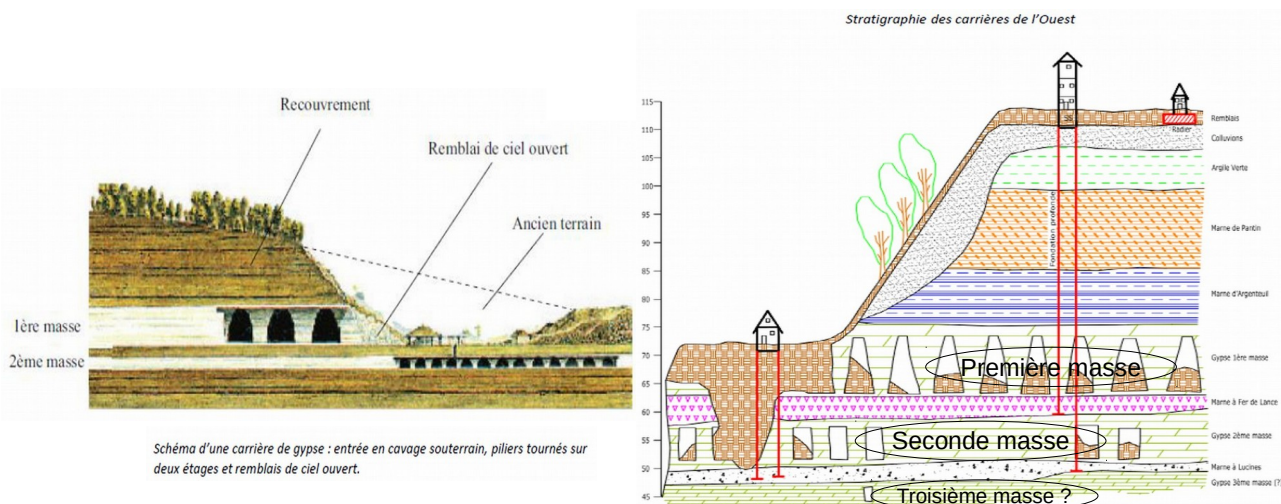 Recouvrement
Remblai de ciel ouvert
Ancien terrain
1ère masse
2ème masse
Schéma d'une carrière de gypse : entrée en cavage souterrain, piliers tournés sur
deux étages et remblais de ciel ouvert.
Stratigraphie des carrières de l'Ouest
115
110
105
100
95
90
85
80
75
70
65
60
55
50
45
SS
Radier
Fondation profonde
Remblais
Colluvions
Argile Verte
Marne de Pantin
Marne d'Argenteuil
Gypse 1ère masse
Première masse
Marne à Fer de Lance
Gypse 2ème masse
Seconde masse
Marne à Lucines
Gypse 3ème masse (?)
Troisième masse ?